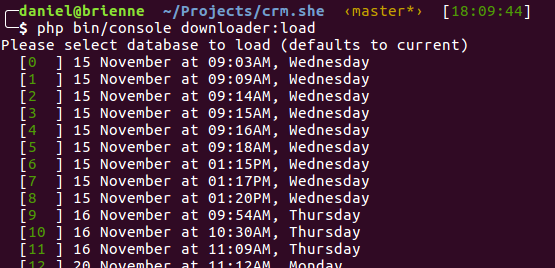 daniel@brienne ~/Projects/crm.she ‹master*› [18:09:44]
$ php bin/console downloader:load
Please select database to load (defaults to current)
[0 ] 15 November at 09:03AM, Wednesday
[1 ] 15 November at 09:09AM, Wednesday
[2 ] 15 November at 09:14AM, Wednesday
[3 ] 15 November at 09:15AM, Wednesday
[4 ] 15 November at 09:16AM, Wednesday
[5 ] 15 November at 09:18AM, Wednesday
[6 ] 15 November at 01:15PM, Wednesday
[7 ] 15 November at 01:17PM, Wednesday
[8 ] 15 November at 01:20PM, Wednesday
[9 ] 16 November at 09:54AM, Thursday
[10 ] 16 November at 10:30AM, Thursday
[11 ] 16 November at 11:09AM, Thursday
[12 ] 20 November at 11:12AM, Monday